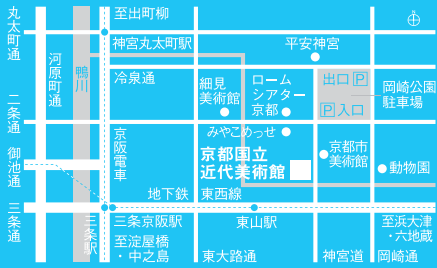 丸太町通
至出町柳
神宮丸太町駅
平安神宮
河原町通
鴨川
冷泉通
細見
美術館
ローム
シアター
京都
出口 P
P 入口
岡崎公園
駐車場
二条通
京阪電車
みやこめっせ
京都国立
近代美術館
京都市
美術館
動物園
御池通
地下鉄 東西線
三条通
三条駅
三条京阪駅
東山駅
至浜大津
・六地蔵
至淀屋橋
・中之島
東大路通
神宮道
岡崎通